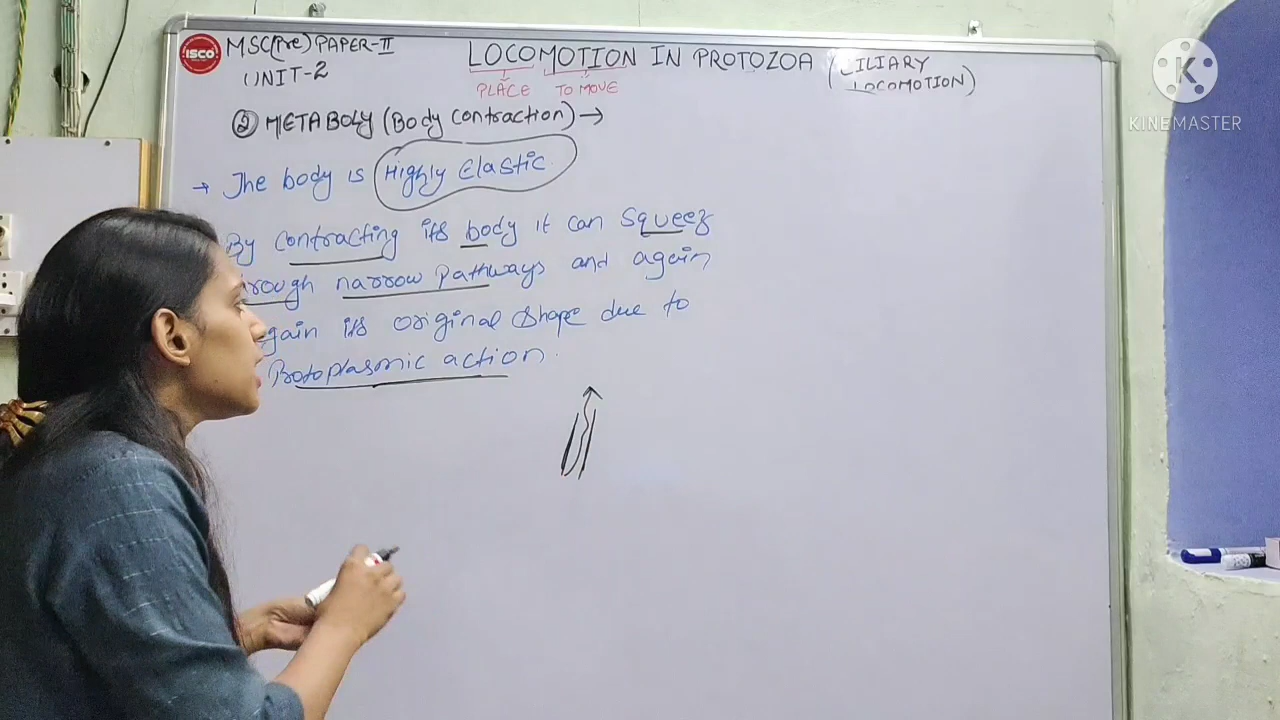 ISCO
MSC(Pre) PAPER-II
UNIT-2
LOCOMOTION IN PROTOZOA (CILIARY LOCOMOTION)
PLACE TO MOVE
② METABOLY (Body contraction) →
→ The body is Highly Elastic.
By contracting its body it can squeez
narrow pathways and again
its original shape due to
Protoplasmic action.
K
KINEMASTER